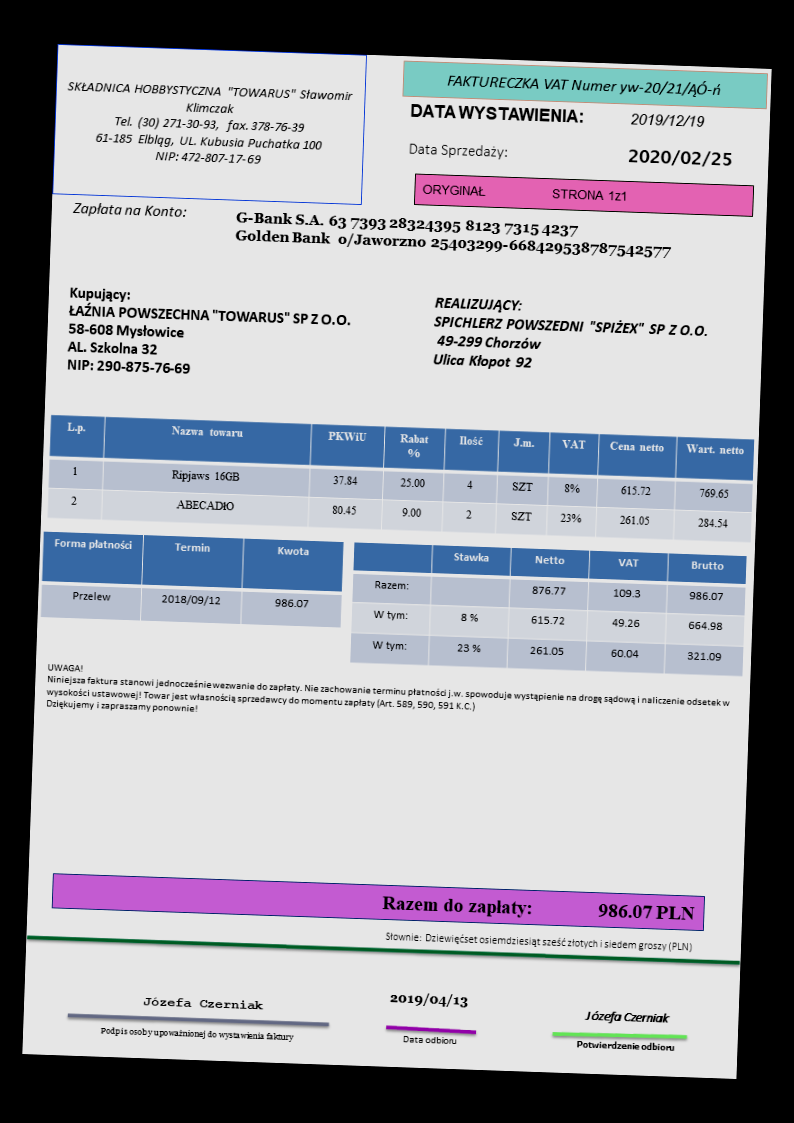 SKŁADNICA HOBBYSTYCZNA "TOWARUS" Sławomir
Klimczak
Tel. (30) 271-30-93, fax. 378-76-39
61-185 Elbląg, UL. Kubusia Puchatka 100
NIP: 472-807-17-69
FAKTURECZKA VAT Numer yw-20/21/ĄÓ-ń
DATA WYSTAWIENIA: 2019/12/19
Data Sprzedaży: 2020/02/25
ORYGINAŁ STRONA 1z1
Zapłata na Konto:
G-Bank S.A. 63 7393 28324395 8123 7315 4237
Golden Bank o/Jaworzno 25403299-668429538787542577
Kupujący:
ŁAŹNIA POWSZECHNA "TOWARUS" SP Z O.O.
58-608 Mysłowice
AL. Szkolna 32
NIP: 290-875-76-69
REALIZUJĄCY:
SPICHLERZ POWSZEDNI "SPIŻEX" SP Z O.O.
49-299 Chorzów
Ulica Kłopot 92
L.p. Nazwa towaru PKWiU Rabat % Ilość J.m. VAT Cena netto Wart. netto
1 Ripjaws 16GB 37.84 25.00 4 SZT 8% 615.72 769.65
2 ABECADłO 80.45 9.00 2 SZT 23% 261.05 284.54
Forma płatności Termin Kwota
Przelew 2018/09/12 986.07
Stawka Netto VAT Brutto
Razem: 876.77 109.3 986.07
W tym: 8 % 615.72 49.26 664.98
W tym: 23 % 261.05 60.04 321.09
UWAGA!
Niniejsza faktura stanowi jednocześnie wezwanie do zapłaty. Nie zachowanie terminu płatności j.w. spowoduje wystąpienie na drogę sądową i naliczenie odsetek w
wysokości ustawowej! Towar jest własnością sprzedawcy do momentu zapłaty (Art. 589, 590, 591 K.C.)
Dziękujemy i zapraszamy ponownie!
Razem do zapłaty: 986.07 PLN
Słownie: Dziewięćset osiemdziesiąt sześć złotych i siedem groszy (PLN)
Józefa Czerniak
Podpis osoby upoważnionej do wystawienia faktury
2019/04/13
Data odbioru
Józefa Czerniak
Potwierdzenie odbioru